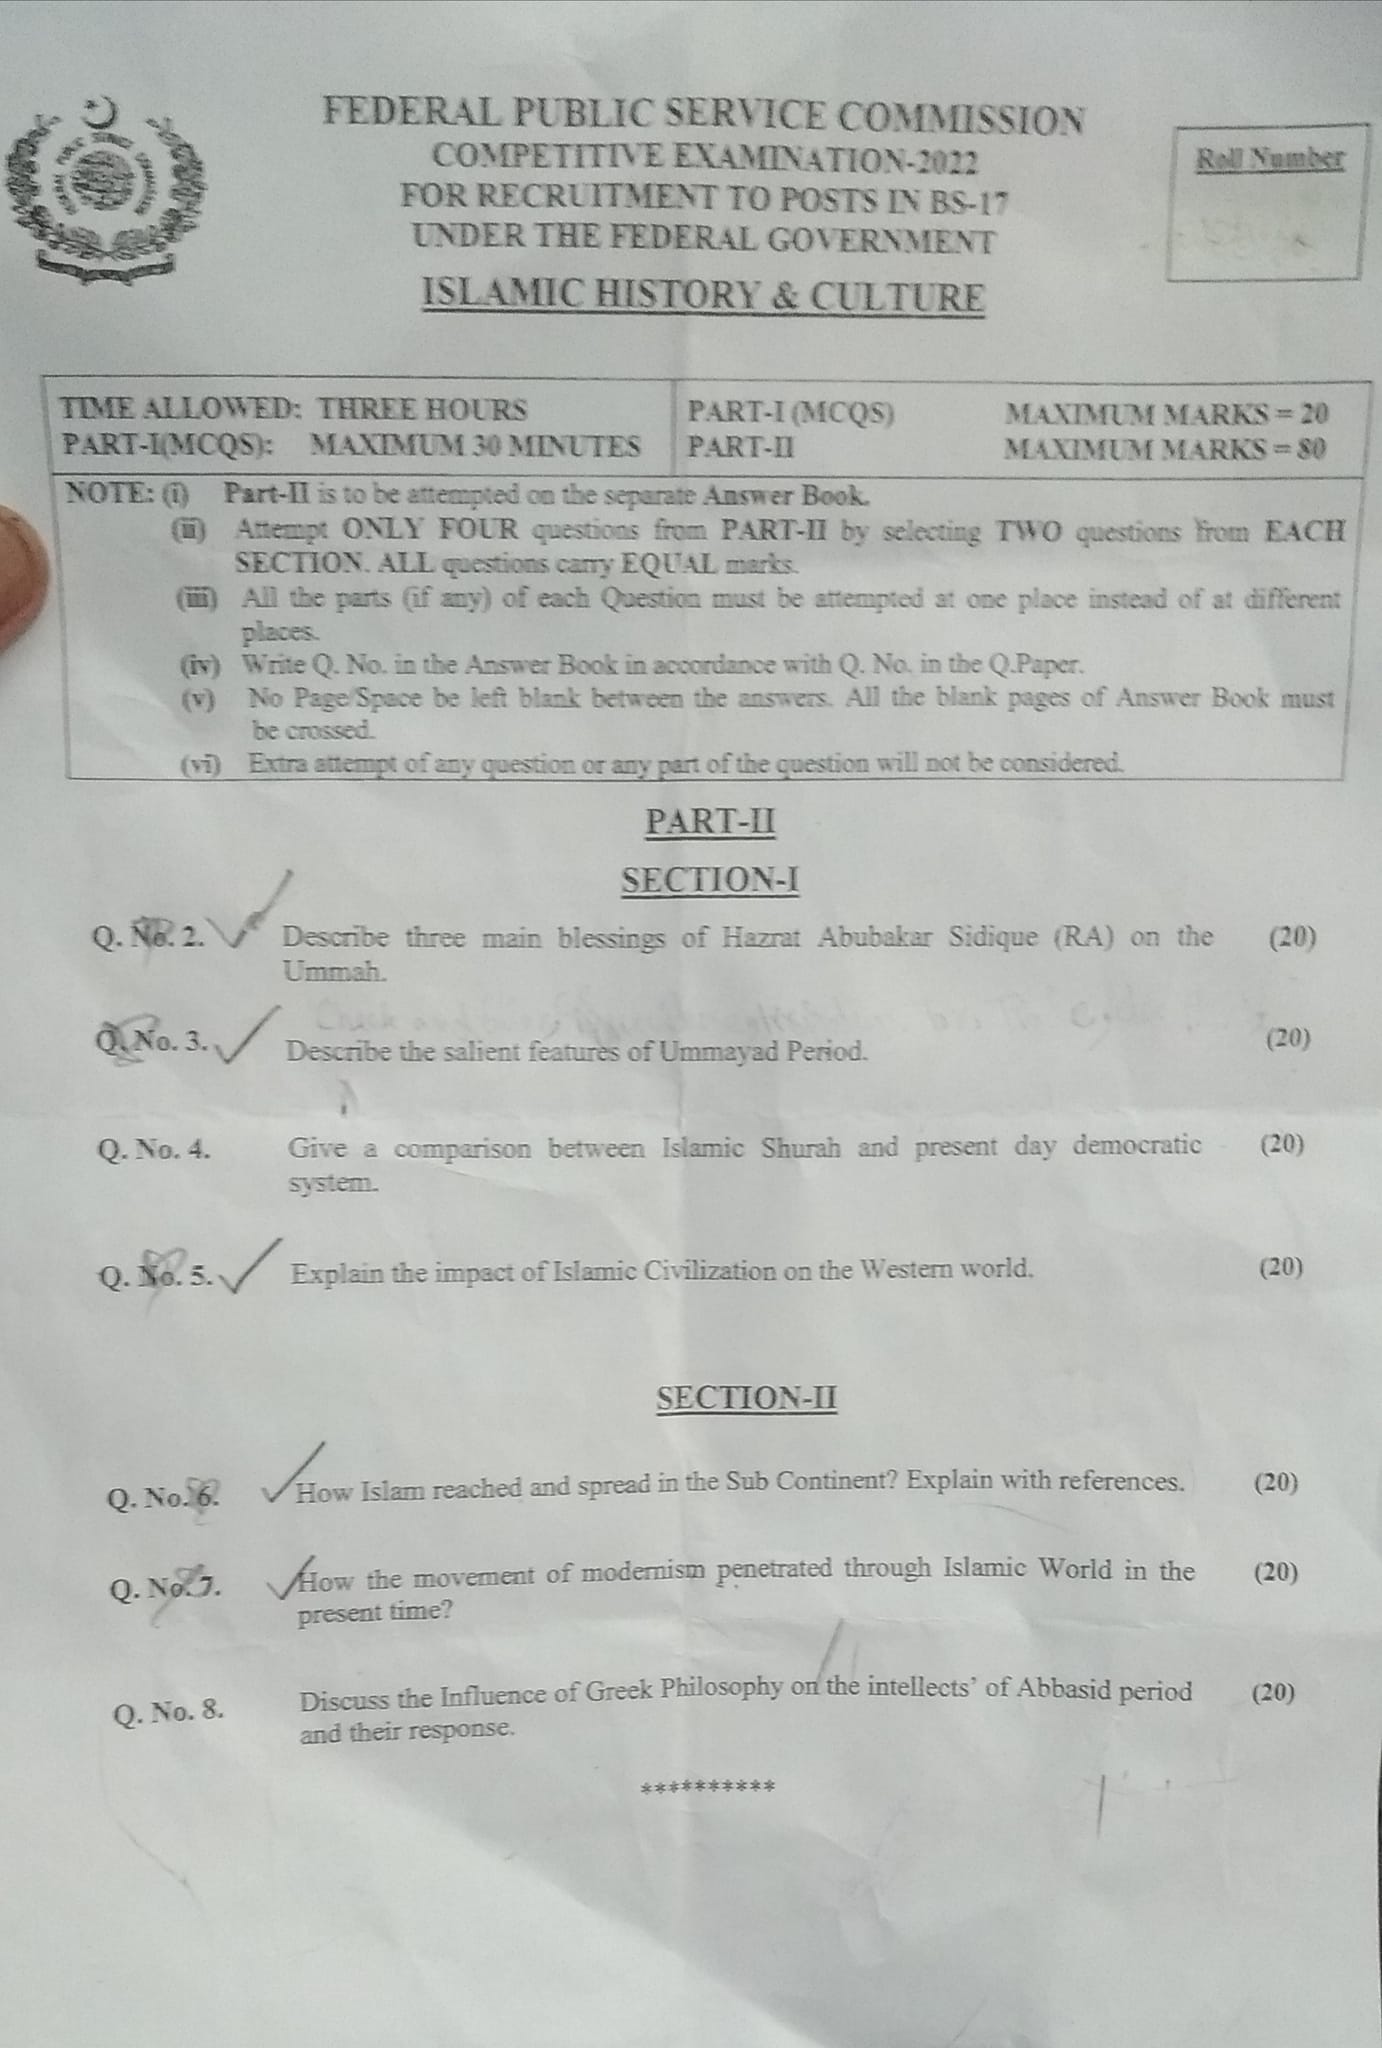 FEDERAL PUBLIC SERVICE COMMISSION
COMPETITIVE EXAMINATION-2022
FOR RECRUITMENT TO POSTS IN BS-17
UNDER THE FEDERAL GOVERNMENT
ISLAMIC HISTORY & CULTURE
Roll Number
TIME ALLOWED: THREE HOURS PART-I (MCQS) MAXIMUM MARKS = 20
PART-I(MCQS): MAXIMUM 30 MINUTES PART-II MAXIMUM MARKS = 80
NOTE: (i) Part-II is to be attempted on the separate Answer Book.
(ii) Attempt ONLY FOUR questions from PART-II by selecting TWO questions from EACH
SECTION. ALL questions carry EQUAL marks.
(iii) All the parts (if any) of each Question must be attempted at one place instead of at different
places.
(iv) Write Q. No. in the Answer Book in accordance with Q. No. in the Q.Paper.
(v) No Page/Space be left blank between the answers. All the blank pages of Answer Book must
be crossed.
(vi) Extra attempt of any question or any part of the question will not be considered.
PART-II
SECTION-I
Q. No. 2. Describe three main blessings of Hazrat Abubakar Sidique (RA) on the (20)
Ummah.
Q. No. 3. Describe the salient features of Ummayad Period. (20)
Q. No. 4. Give a comparison between Islamic Shurah and present day democratic (20)
system.
Q. No. 5. Explain the impact of Islamic Civilization on the Western world. (20)
SECTION-II
Q. No. 6. How Islam reached and spread in the Sub Continent? Explain with references. (20)
Q. No. 7. How the movement of modernism penetrated through Islamic World in the (20)
present time?
Q. No. 8. Discuss the Influence of Greek Philosophy on the intellects' of Abbasid period (20)
and their response.
**********